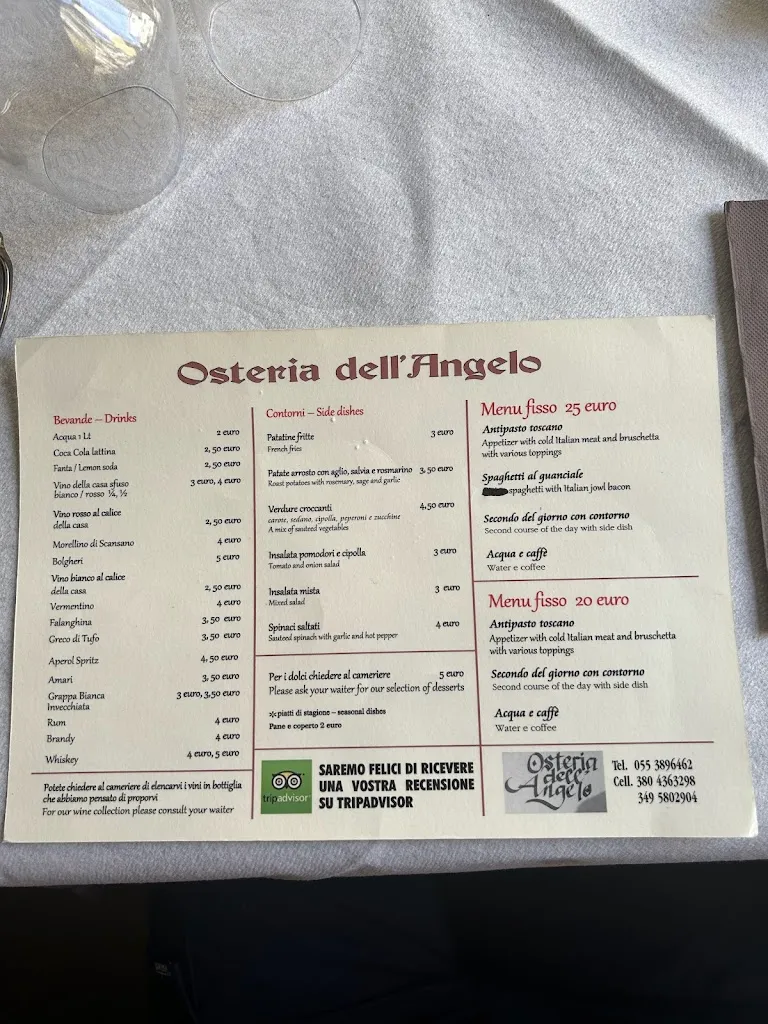 Osteria dell'Angelo
Bevande – Drinks
Acqua 1 Lt 2 euro
Coca Cola lattina 2, 50 euro
Fanta / Lemon soda 2, 50 euro
Vino della casa sfuso 3 euro, 4 euro
bianco / rosso ¼, ½
Vino rosso al calice
della casa 2, 50 euro
Morellino di Scansano 4 euro
Bolgheri 5 euro
Vino bianco al calice
della casa 2, 50 euro
Vermentino 4 euro
Falanghina 3, 50 euro
Greco di Tufo 3, 50 euro
Aperol Spritz 4, 50 euro
Amari 3, 50 euro
Grappa Bianca 3 euro, 3,50 euro
Invecchiata
Rum 4 euro
Brandy 4 euro
Whiskey 4 euro, 5 euro
Potete chiedere al cameriere di elencarvi i vini in bottiglia
che abbiamo pensato di proporvi
For our wine collection please consult your waiter
Contorni – Side dishes
Patatine fritte 3 euro
French fries
Patate arrosto con aglio, salvia e rosmarino 3, 50 euro
Roast potatoes with rosemary, sage and garlic
Verdure croccanti 4,50 euro
carote, sedano, cipolla, peperoni e zucchine
A mix of sauteed vegetables
Insalata pomodori e cipolla 3 euro
Tomato and onion salad
Insalata mista 3 euro
Mixed salad
Spinaci saltati 4 euro
Sauteed spinach with garlic and hot pepper
Per i dolci chiedere al cameriere 5 euro
Please ask your waiter for our selection of desserts
*piatti di stagione – seasonal dishes
Pane e coperto 2 euro
tripadvisor
SAREMO FELICI DI RICEVERE
UNA VOSTRA RECENSIONE
SU TRIPADVISOR
Menu fisso 25 euro
Antipasto toscano
Appetizer with cold Italian meat and bruschetta
with various toppings
Spaghetti al guanciale
spaghetti with Italian jowl bacon
Secondo del giorno con contorno
Second course of the day with side dish
Acqua e caffè
Water e coffee
Menu fisso 20 euro
Antipasto toscano
Appetizer with cold Italian meat and bruschetta
with various toppings
Secondo del giorno con contorno
Second course of the day with side dish
Acqua e caffè
Water e coffee
Osteria
dell'
Angelo
Tel. 055 3896462
Cell. 380 4363298
349 5802904